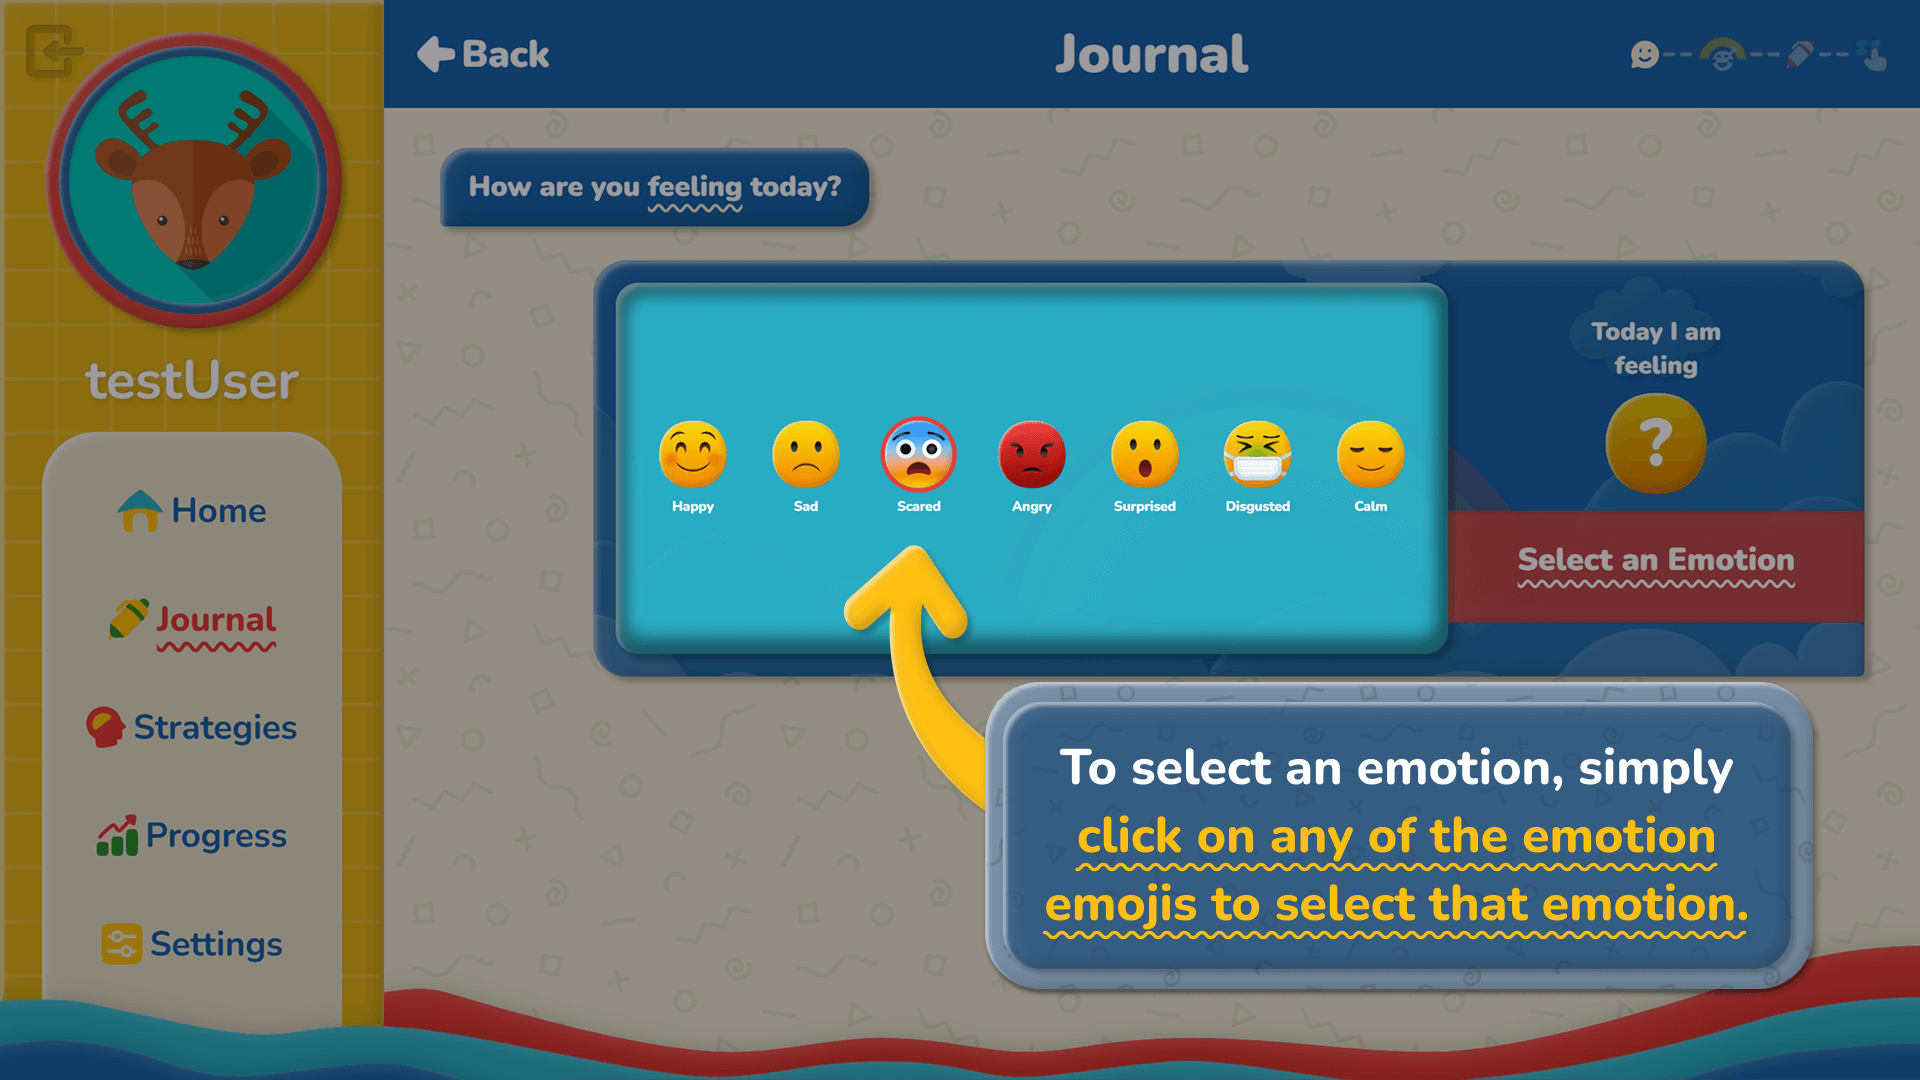 Back
Journal
testUser
Home
Journal
Strategies
Progress
Settings
How are you feeling today?
Happy
Sad
Scared
Angry
Surprised
Disgusted
Calm
Today I am
feeling
?
Select an Emotion
To select an emotion, simply
click on any of the emotion
emojis to select that emotion.